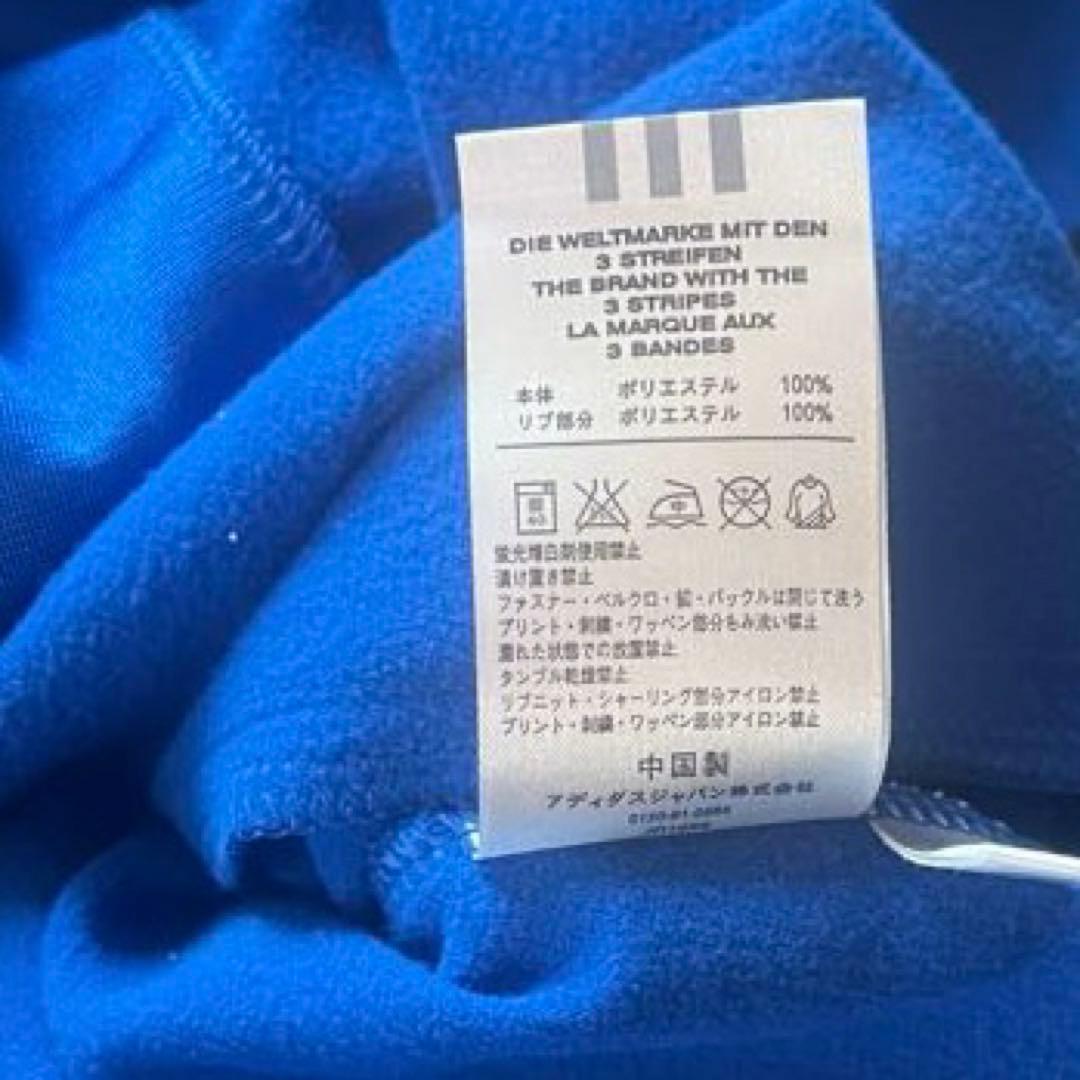 DIE WELTMARKE MIT DEN
3 STREIFEN
THE BRAND WITH THE
3 STRIPES
LA MARQUE AUX
3 BANDES
本体 ポリエステル 100%
リブ部分 ポリエステル 100%
40 中
蛍光増白剤使用禁止
漬け置き禁止
ファスナー・ベルクロ・釦・バックルは閉じて洗う
プリント・刺繍・ワッペン部分もみ洗い禁止
濡れた状態での放置禁止
タンブル乾燥禁止
リブニット・シャーリング部分アイロン禁止
プリント・刺繍・ワッペン部分アイロン禁止
中国製
アディダスジャパン株式会社